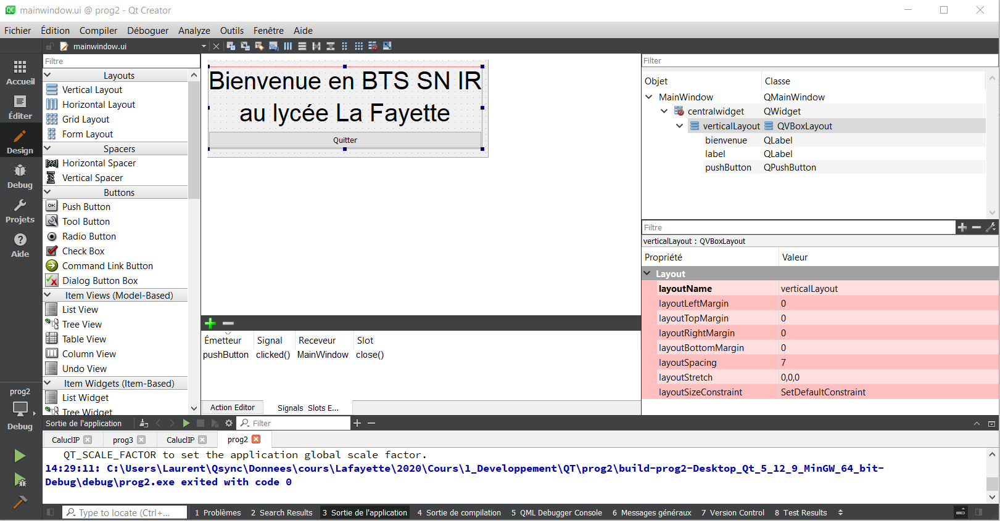 mainwindow.ui @ prog2 - Qt Creator
Fichier Édition Compiler Déboguer Analyze Outils Fenêtre Aide
mainwindow.ui
Accueil
Éditer
Design
Debug
Projets
Aide
prog2
Debug
Filtre
Layouts
Vertical Layout
Horizontal Layout
Grid Layout
Form Layout
Spacers
Horizontal Spacer
Vertical Spacer
Buttons
OK Push Button
Tool Button
Radio Button
Check Box
Command Link Button
Dialog Button Box
Item Views (Model-Based)
List View
Tree View
Table View
Column View
Undo View
Item Widgets (Item-Based)
List Widget
Tree Widget
Bienvenue en BTS SN IR
au lycée La Fayette
Quitter
Émetteur Signal Receveur Slot
pushButton clicked() MainWindow close()
Action Editor Signals Slots E...
Filter
Objet Classe
MainWindow QMainWindow
centralwidget QWidget
verticalLayout QVBoxLayout
bienvenue QLabel
label QLabel
pushButton QPushButton
Filtre
verticalLayout : QVBoxLayout
Propriété Valeur
Layout
layoutName verticalLayout
layoutLeftMargin 0
layoutTopMargin 0
layoutRightMargin 0
layoutBottomMargin 0
layoutSpacing 7
layoutStretch 0,0,0
layoutSizeConstraint SetDefaultConstraint
Sortie de l'application Filter
CaluclIP prog3 CaluclIP prog2
QT_SCALE_FACTOR to set the application global scale factor.
14:29:11: C:\Users\Laurent\Qsync\Donnees\cours\Lafayette\2020\Cours\1_Developpement\QT\prog2\build-prog2-Desktop_Qt_5_12_9_MinGW_64_bit-
Debug\debug\prog2.exe exited with code 0
Type to locate (Ctrl+... 1 Problèmes 2 Search Results 3 Sortie de l'application 4 Sortie de compilation 5 QML Debugger Console 6 Messages généraux 7 Version Control 8 Test Results